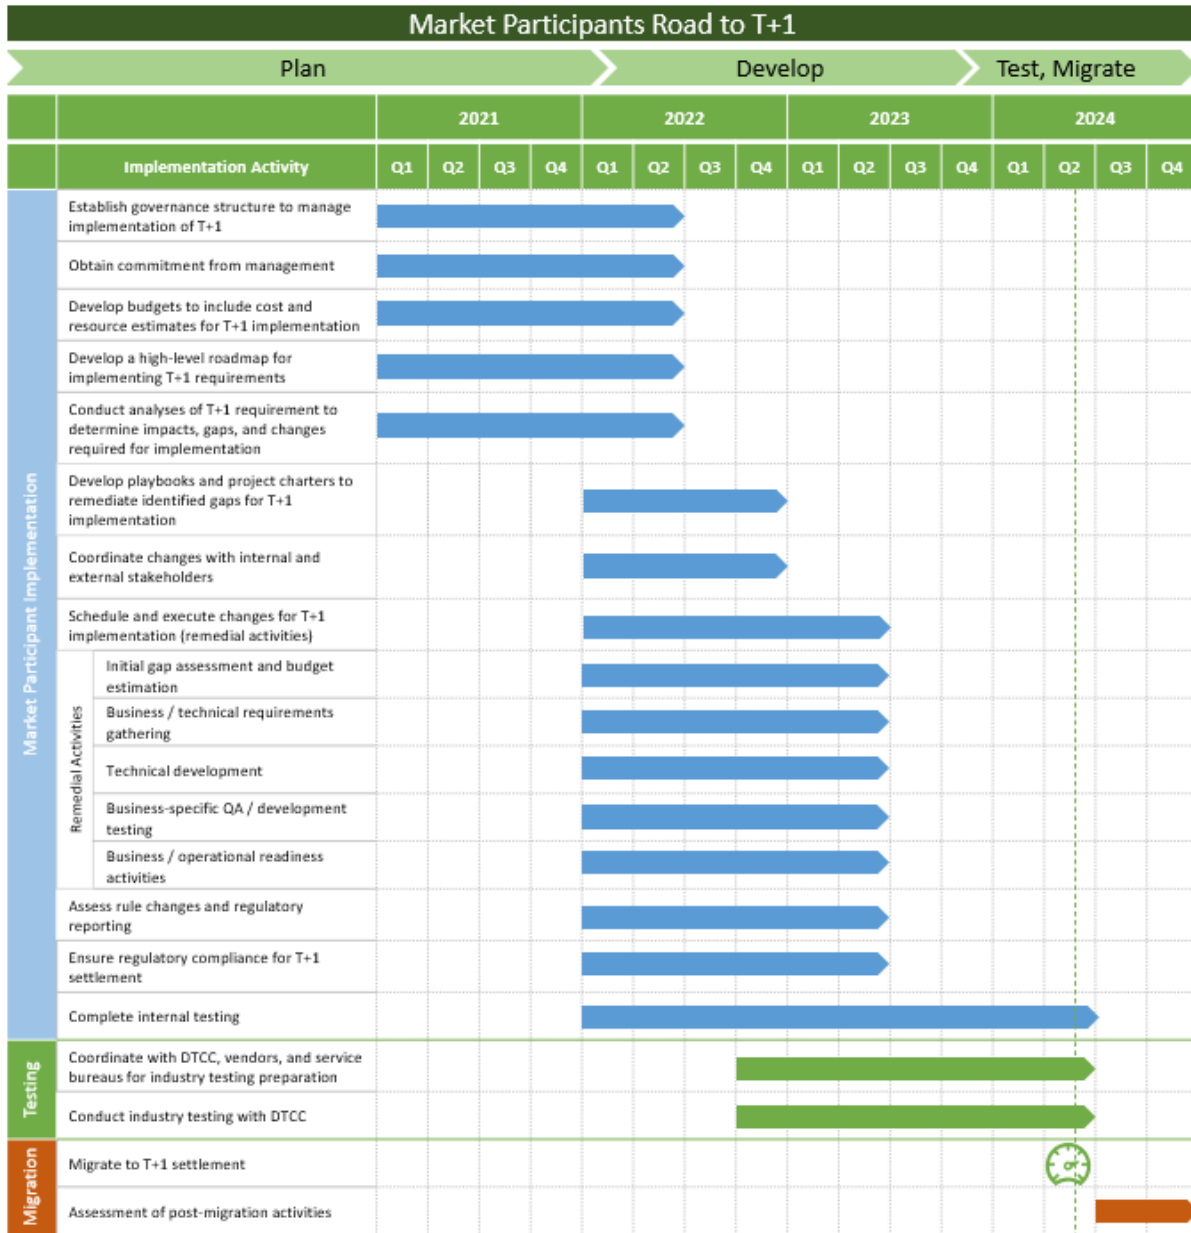 Market Participants Road to T+1
Plan
Develop
Test, Migrate
2021
2022
2023
2024
Implementation Activity
Q1
Q2
Q3
Q4
Q1
Q2
Q3
Q4
Q1
Q2
Q3
Q4
Q1
Q2
Q3
Q4
Market Participant Implementation
Establish governance structure to manage
implementation of T+1
Obtain commitment from management
Develop budgets to include cost and
resource estimates for T+1 implementation
Develop a high-level roadmap for
implementing T+1 requirements
Conduct analyses of T+1 requirement to
determine impacts, gaps, and changes
required for implementation
Develop playbooks and project charters to
remediate identified gaps for T+1
implementation
Coordinate changes with internal and
external stakeholders
Schedule and execute changes for T+1
implementation (remedial activities)
Remedial Activities
Initial gap assessment and budget
estimation
Business / technical requirements
gathering
Technical development
Business-specific QA / development
testing
Business / operational readiness
activities
Assess rule changes and regulatory
reporting
Ensure regulatory compliance for T+1
settlement
Complete internal testing
Testing
Coordinate with DTCC, vendors, and service
bureaus for industry testing preparation
Conduct industry testing with DTCC
Migration
Migrate to T+1 settlement
Assessment of post-migration activities